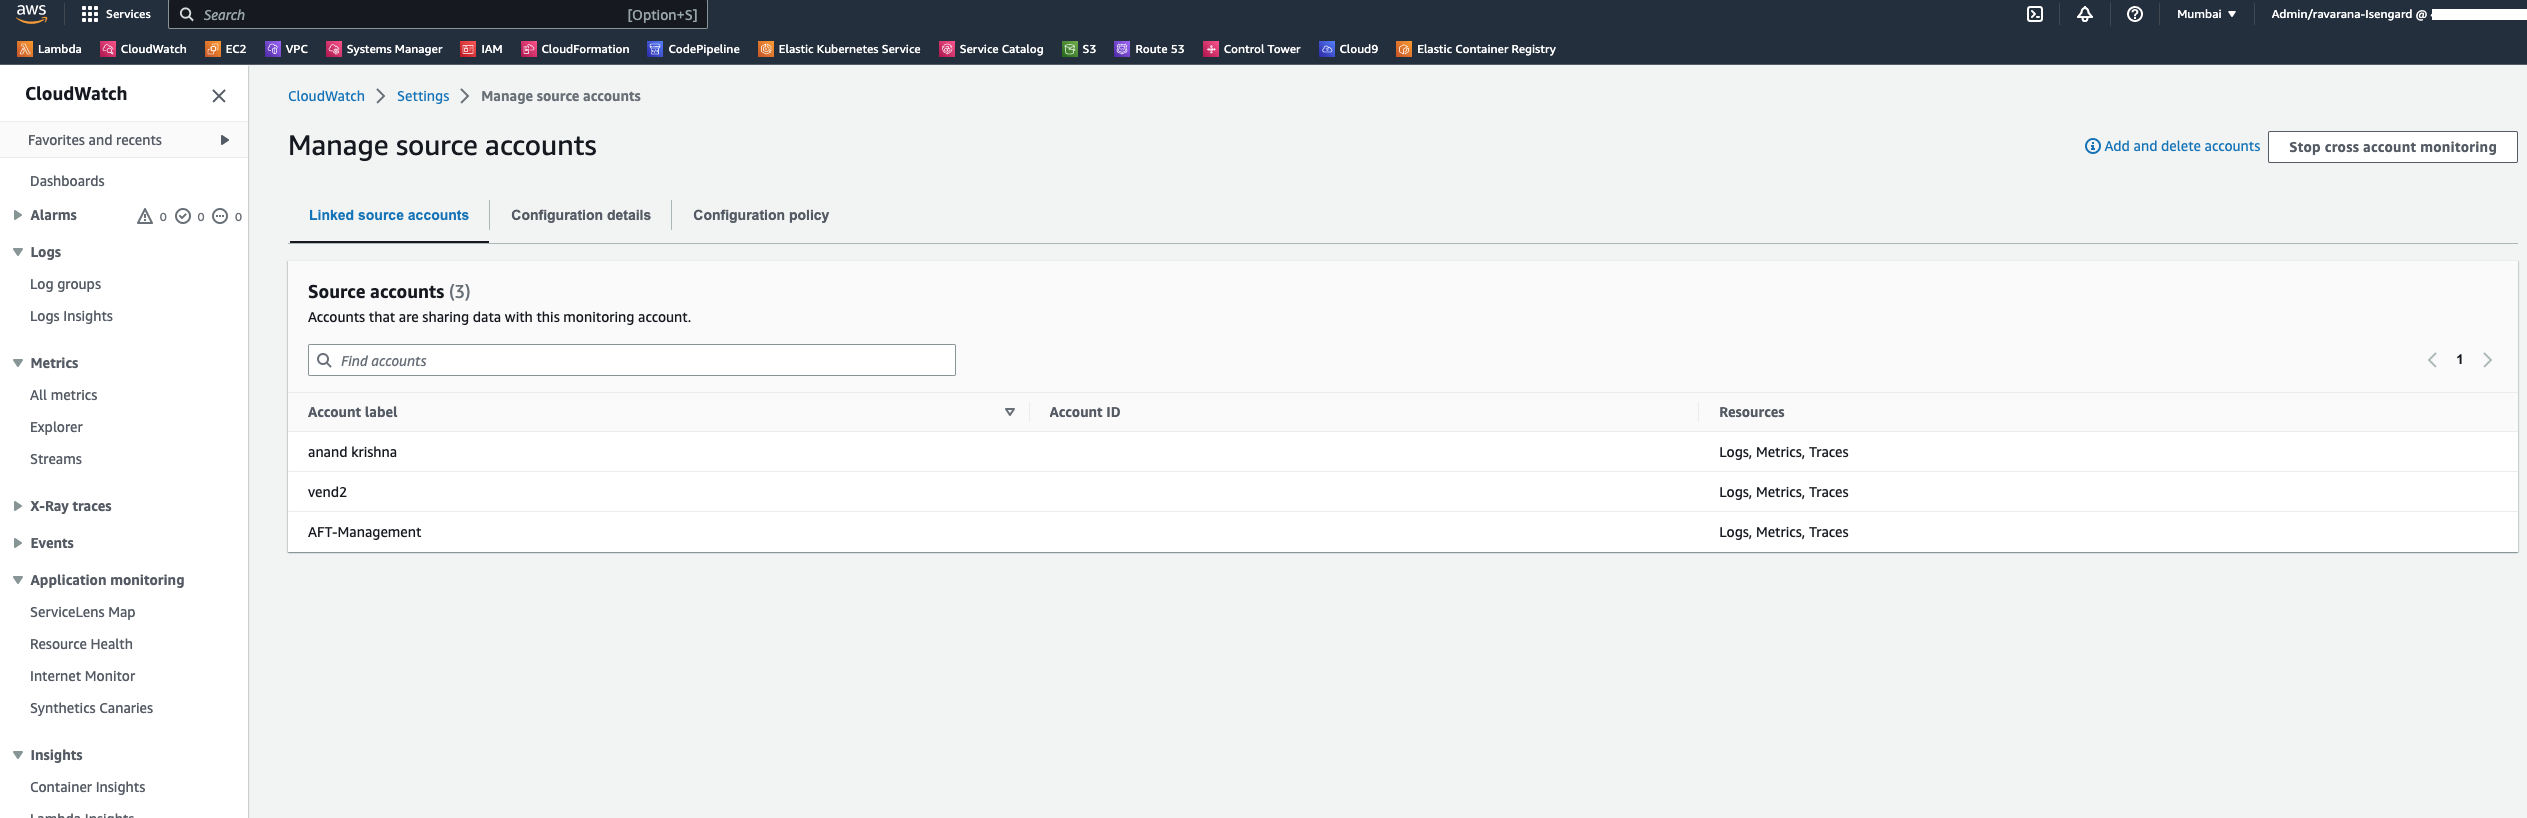 aws Services Search [Option+S] Mumbai Admin/ravarana-Isengard @
Lambda CloudWatch EC2 VPC Systems Manager IAM CloudFormation CodePipeline Elastic Kubernetes Service Service Catalog S3 Route 53 Control Tower Cloud9 Elastic Container Registry
CloudWatch
Favorites and recents
Dashboards
Alarms 0 0 0
Logs
Log groups
Logs Insights
Metrics
All metrics
Explorer
Streams
X-Ray traces
Events
Application monitoring
ServiceLens Map
Resource Health
Internet Monitor
Synthetics Canaries
Insights
Container Insights
Lambda Insights
CloudWatch Settings Manage source accounts
Manage source accounts
Add and delete accounts Stop cross account monitoring
Linked source accounts Configuration details Configuration policy
Source accounts (3)
Accounts that are sharing data with this monitoring account.
Find accounts 1
Account label Account ID Resources
anand krishna Logs, Metrics, Traces
vend2 Logs, Metrics, Traces
AFT-Management Logs, Metrics, Traces